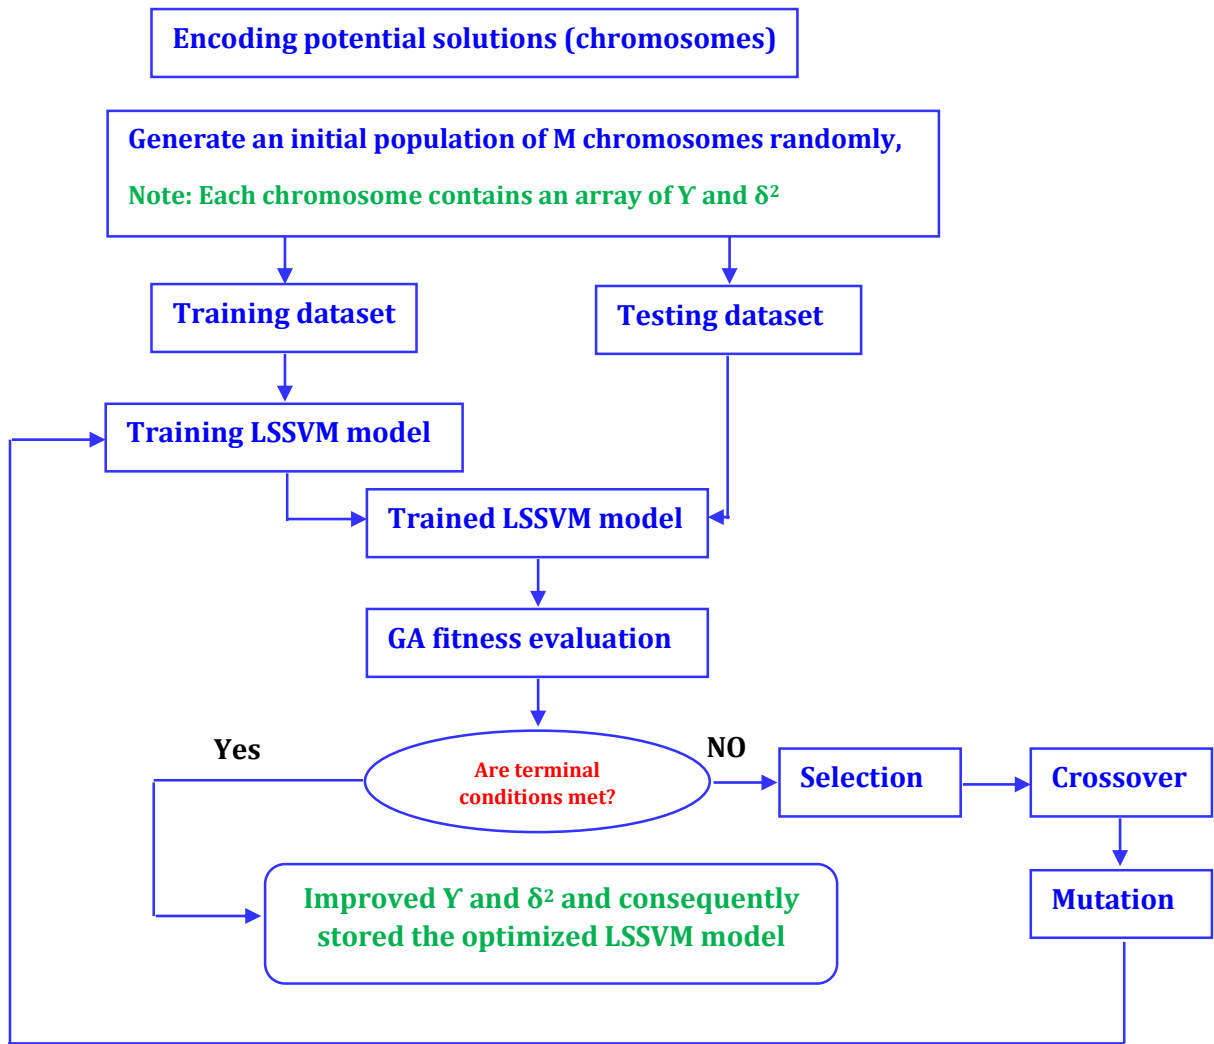 Encoding potential solutions (chromosomes)
Generate an initial population of M chromosomes randomly,
Note: Each chromosome contains an array of ϒ and δ²
Training dataset
Testing dataset
Training LSSVM model
Trained LSSVM model
GA fitness evaluation
Yes
NO
Are terminal
conditions met?
Selection
Crossover
Improved ϒ and δ² and consequently
stored the optimized LSSVM model
Mutation